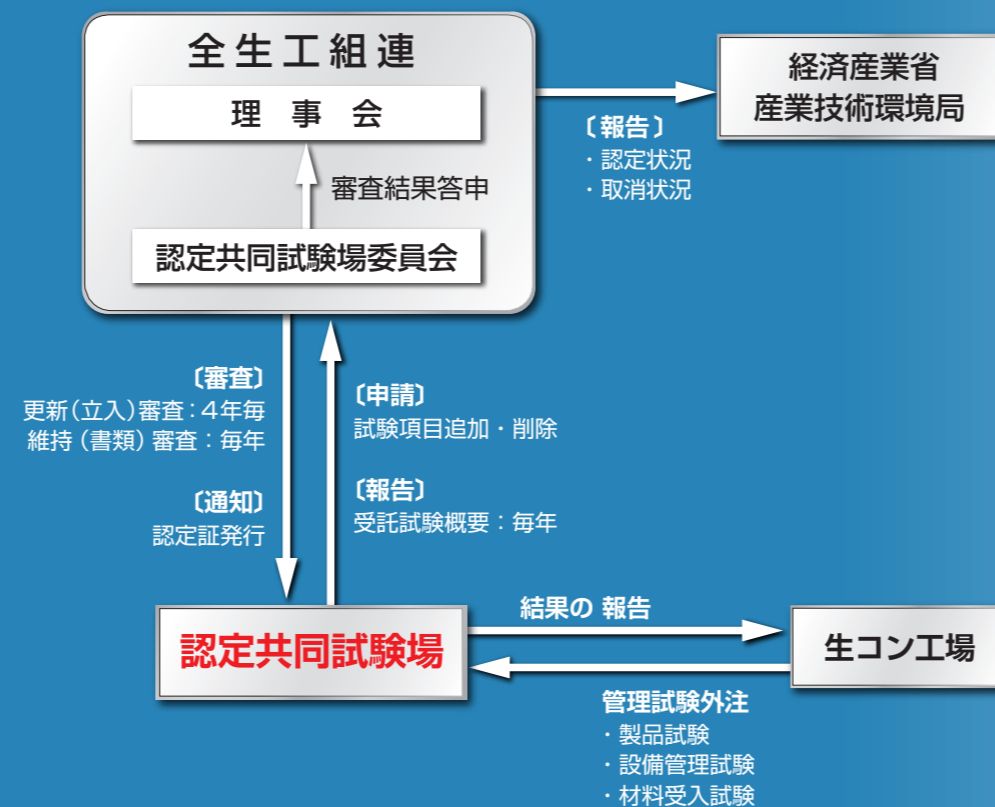 全生工組連
理事会
審査結果答申
認定共同試験場委員会
経済産業省
産業技術環境局
〔報告〕
・認定状況
・取消状況
〔審査〕
更新(立入)審査:4年毎
維持(書類)審査:毎年
〔通知〕
認定証発行
〔申請〕
試験項目追加・削除
〔報告〕
受託試験概要:毎年
認定共同試験場
結果の 報告
生コン工場
管理試験外注
・製品試験
・設備管理試験
・材料受入試験